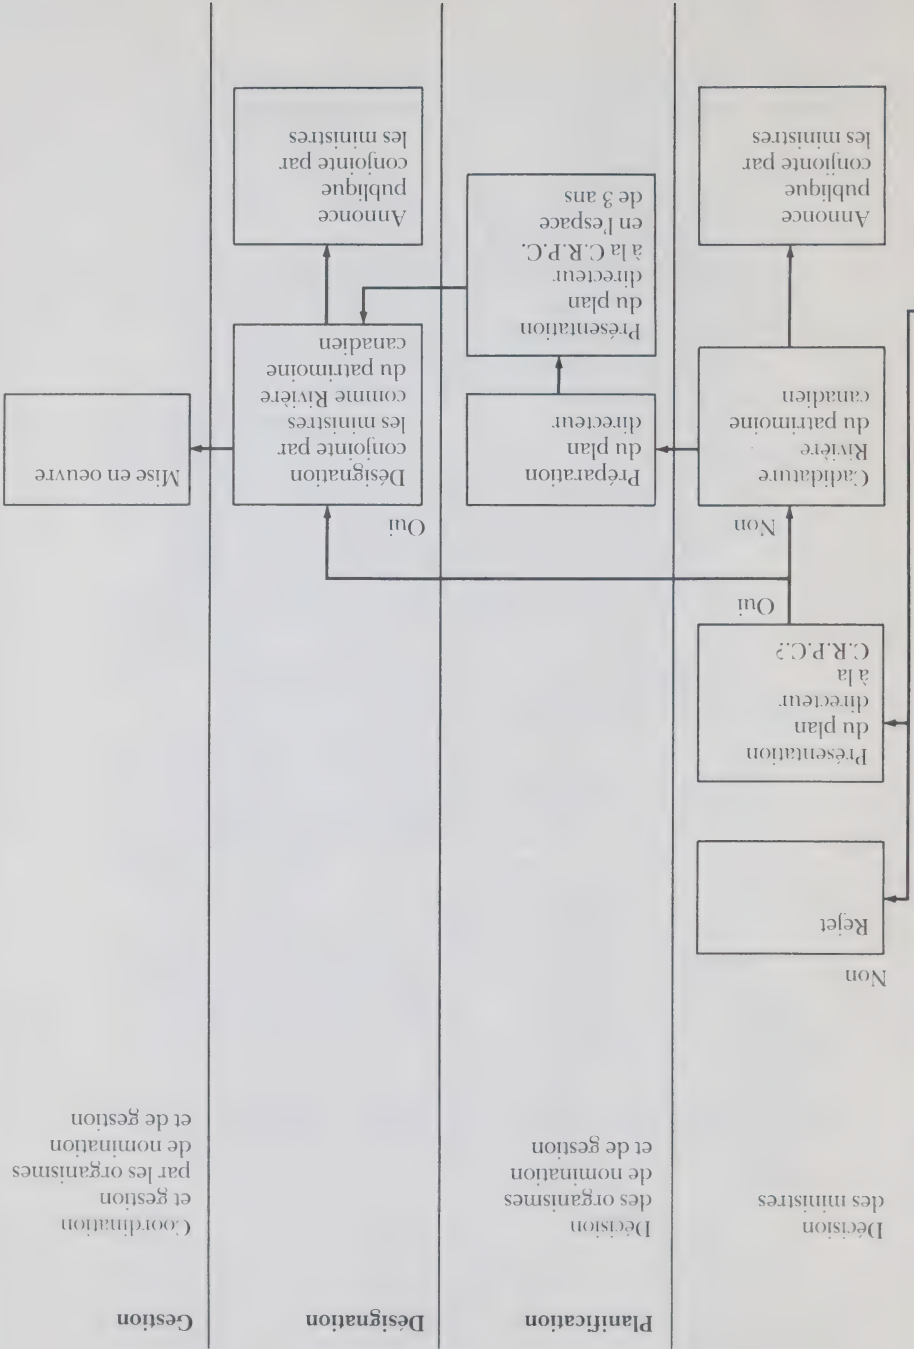 Planification
Désignation
Gestion
Décision
des ministres
Décision
des organismes
de nomination
et de gestion
Coordination
et gestion
par les organismes
de nomination
et de gestion
Non
Rejet
Présentation
du plan
directeur
à la
C.R.P.C.?
Oui
Non
Cadidature
Rivière
du patrimoine
canadien
Annonce
publique
conjonte par
les ministres
Préparation
du plan
directeur
Présentation
du plan
directeur
à la C.R.P.C.
en l'espace
de 3 ans
Oui
Désignation
conjointe par
les ministres
comme Rivière
du patrimoine
canadien
Annonce
publique
conjointe par
les ministres
Mise en oeuvre